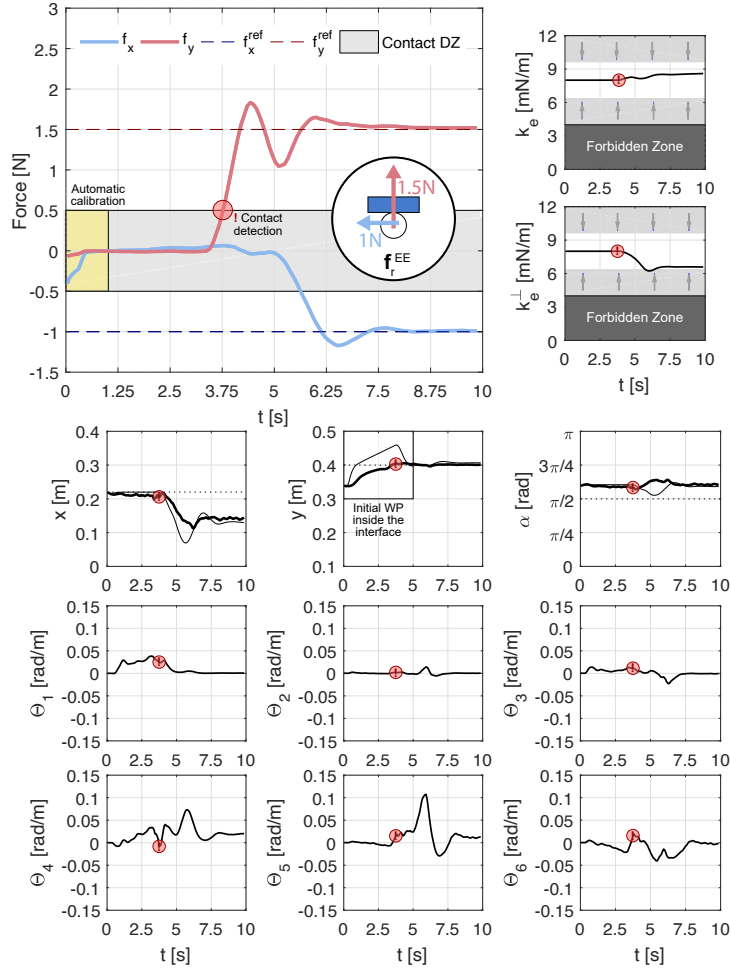 3
2.5
2
1.5
1
0.5
0
-0.5
-1
-1.5
Force [N]
f_x
f_y
f_x^ref
f_y^ref
Contact DZ
Automatic
calibration
! Contact
detection
1.5N
1N
f_r^EE
0 1.25 2.5 3.75 5 6.25 7.5 8.75 10
t [s]
12
9
6
3
0
k_e [mN/m]
Forbidden Zone
0 2 4 6 8 10
12
9
6
3
0
k_e^⊥ [mN/m]
Forbidden Zone
0 2 4 6 8 10
t [s]
0.4
0.3
0.2
0.1
0
x [m]
0 2.5 5 7.5 10
0.5
0.4
0.3
0.2
0.1
y [m]
Initial WP
inside the
interface
0 2.5 5 7.5 10
π
3π/4
π/2
π/4
0
α [rad]
0 2.5 5 7.5 10
0.15
0.1
0.05
0
-0.05
-0.1
-0.15
Θ_1 [rad/m]
0 2.5 5 7.5 10
0.15
0.1
0.05
0
-0.05
-0.1
-0.15
Θ_2 [rad/m]
0 2.5 5 7.5 10
0.15
0.1
0.05
0
-0.05
-0.1
-0.15
Θ_3 [rad/m]
0 2.5 5 7.5 10
0.15
0.1
0.05
0
-0.05
-0.1
-0.15
Θ_4 [rad/m]
0 2.5 5 7.5 10
t [s]
0.15
0.1
0.05
0
-0.05
-0.1
-0.15
Θ_5 [rad/m]
0 2.5 5 7.5 10
t [s]
0.15
0.1
0.05
0
-0.05
-0.1
-0.15
Θ_6 [rad/m]
0 2.5 5 7.5 10
t [s]